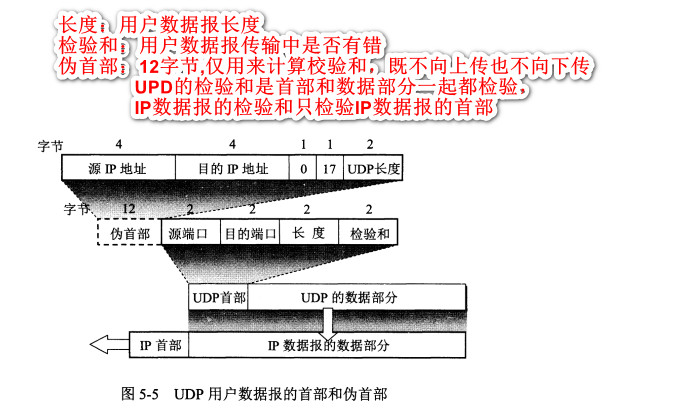 长度：用户数据报长度
检验和：用户数据报传输中是否有错
伪首部：12字节,仅用来计算校验和，既不向上传也不向下传
UPD的检验和是首部和数据部分一起都检验，
IP数据报的检验和只检验IP数据报的首部
字节 4 4 1 1 2
源 IP 地址 目的 IP 地址 0 17 UDP长度
字节 12 2 2 2 2
伪首部 源端口 目的端口 长 度 检验和
UDP首部 UDP 的数据部分
IP 首部 IP 数据报的数据部分
图 5-5 UDP 用户数据报的首部和伪首部